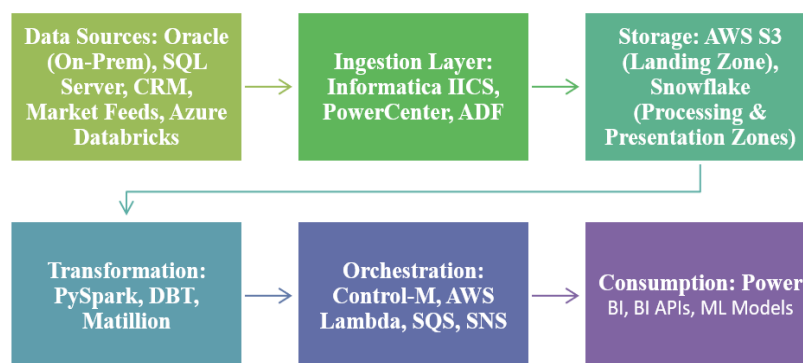 Data Sources: Oracle
(On-Prem), SQL
Server, CRM,
Market Feeds, Azure
Databricks
Ingestion Layer:
Informatica IICS,
PowerCenter, ADF
Storage: AWS S3
(Landing Zone),
Snowflake
(Processing &
Presentation Zones)
Transformation:
PySpark, DBT,
Matillion
Orchestration:
Control-M, AWS
Lambda, SQS, SNS
Consumption: Power
BI, BI APIs, ML Models